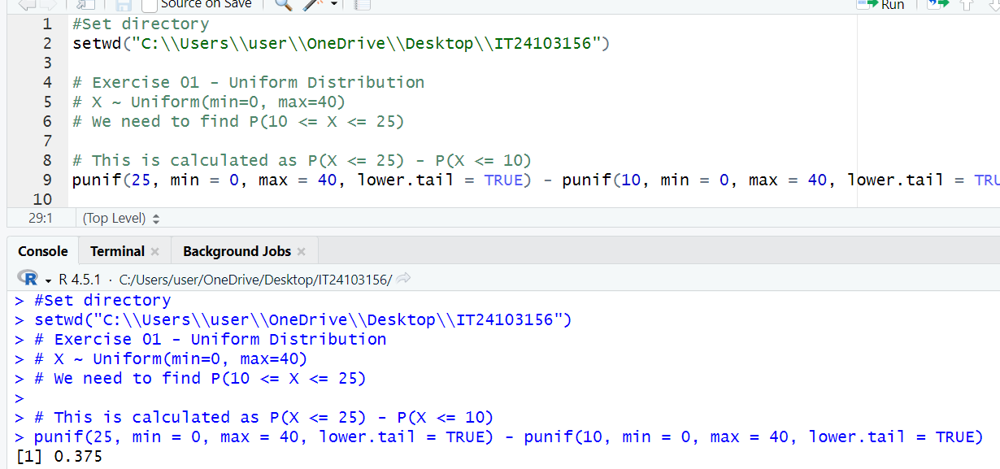 Source on Save Run
1 #Set directory
2 setwd("C:\\Users\\user\\OneDrive\\Desktop\\IT24103156")
3
4 # Exercise 01 - Uniform Distribution
5 # X ~ Uniform(min=0, max=40)
6 # We need to find P(10 <= X <= 25)
7
8 # This is calculated as P(X <= 25) - P(X <= 10)
9 punif(25, min = 0, max = 40, lower.tail = TRUE) - punif(10, min = 0, max = 40, lower.tail = TRU
10
29:1 (Top Level)
Console Terminal Background Jobs
R R 4.5.1 · C:/Users/user/OneDrive/Desktop/IT24103156/
> #Set directory
> setwd("C:\\Users\\user\\OneDrive\\Desktop\\IT24103156")
> # Exercise 01 - Uniform Distribution
> # X ~ Uniform(min=0, max=40)
> # We need to find P(10 <= X <= 25)
>
> # This is calculated as P(X <= 25) - P(X <= 10)
> punif(25, min = 0, max = 40, lower.tail = TRUE) - punif(10, min = 0, max = 40, lower.tail = TRUE)
[1] 0.375